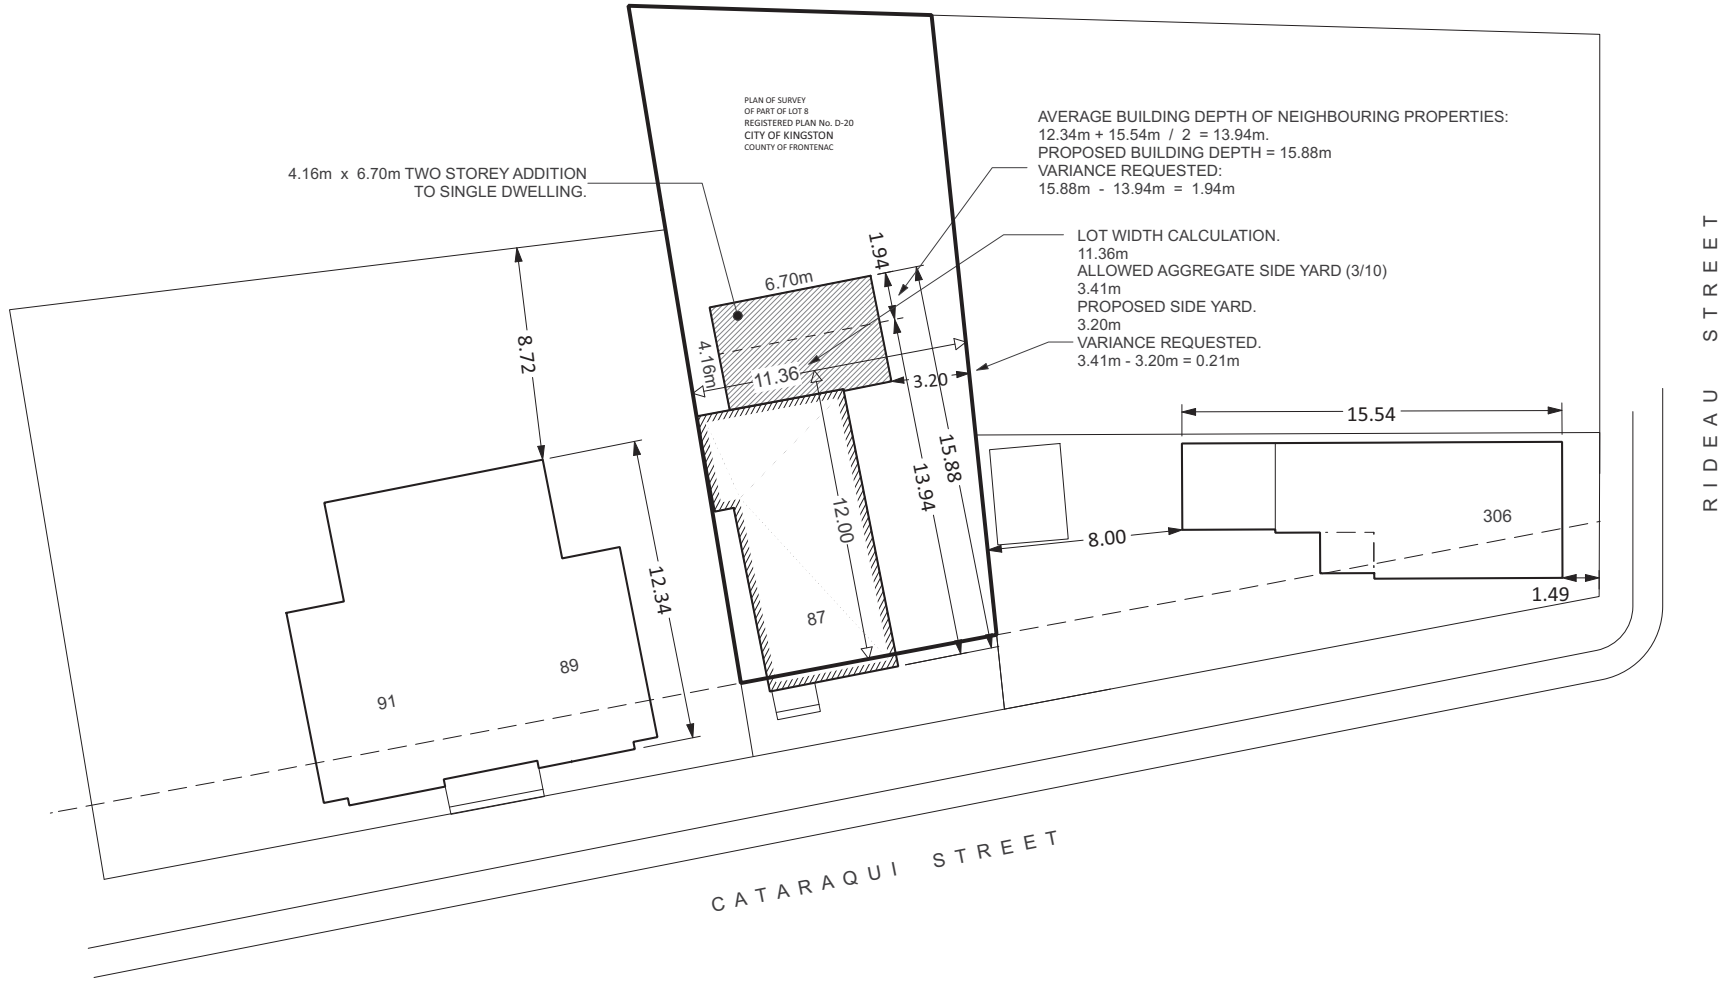 PLAN OF SURVEY
OF PART OF LOT 8
REGISTERED PLAN No. D-20
CITY OF KINGSTON
COUNTY OF FRONTENAC
AVERAGE BUILDING DEPTH OF NEIGHBOURING PROPERTIES:
12.34m + 15.54m / 2 = 13.94m.
PROPOSED BUILDING DEPTH = 15.88m
VARIANCE REQUESTED:
15.88m - 13.94m = 1.94m
4.16m x 6.70m TWO STOREY ADDITION
TO SINGLE DWELLING.
LOT WIDTH CALCULATION.
11.36m
ALLOWED AGGREGATE SIDE YARD (3/10)
3.41m
PROPOSED SIDE YARD.
3.20m
VARIANCE REQUESTED.
3.41m - 3.20m = 0.21m
1.94
6.70m
8.72
4.16m
11.36
3.20
15.54
15.88
13.94
12.00
306
8.00
12.34
1.49
87
89
91
CATARAQUI STREET
RIDEAU STREET